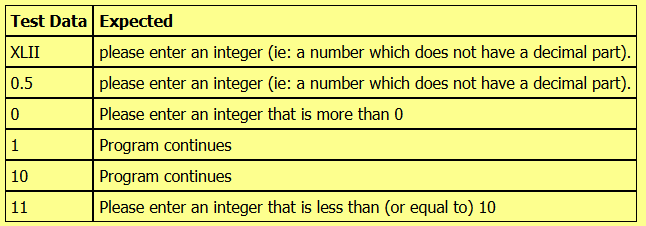 Test Data Expected
XLII please enter an integer (ie: a number which does not have a decimal part).
0.5 please enter an integer (ie: a number which does not have a decimal part).
0 Please enter an integer that is more than 0
1 Program continues
10 Program continues
11 Please enter an integer that is less than (or equal to) 10